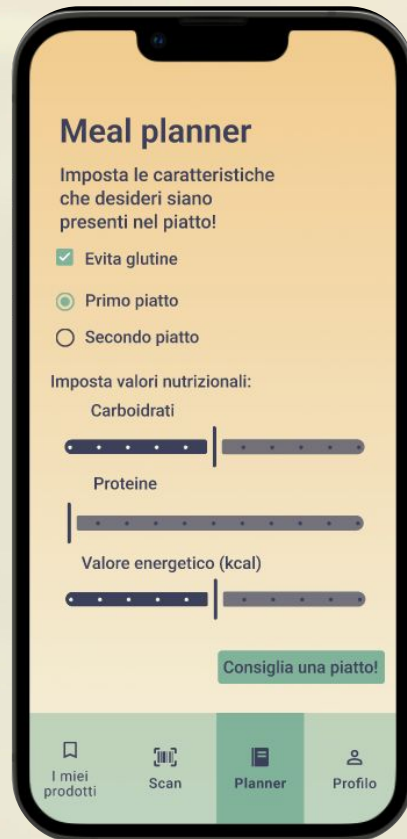 Meal planner
Imposta le caratteristiche
che desideri siano
presenti nel piatto!
Evita glutine
Primo piatto
Secondo piatto
Imposta valori nutrizionali:
Carboidrati
Proteine
Valore energetico (kcal)
Consiglia una piatto!
I miei
prodotti
Scan
Planner
Profilo